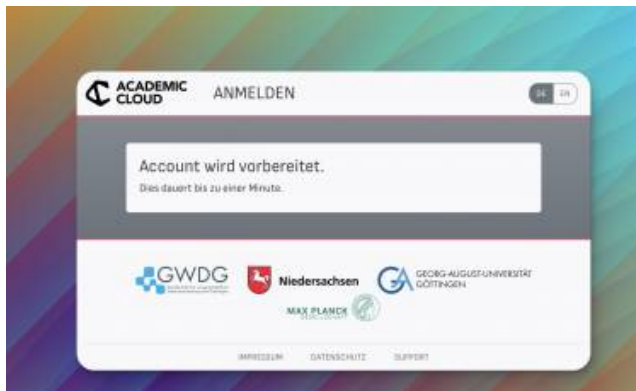 ACADEMIC
CLOUD
ANMELDEN
DE EN
Account wird vorbereitet.
Dies dauert bis zu einer Minute.
GWDG
Niedersachsen
GEORG-AUGUST-UNIVERSITÄT
GÖTTINGEN
MAX PLANCK
GESELLSCHAFT
IMPRESSUM DATENSCHUTZ SUPPORT